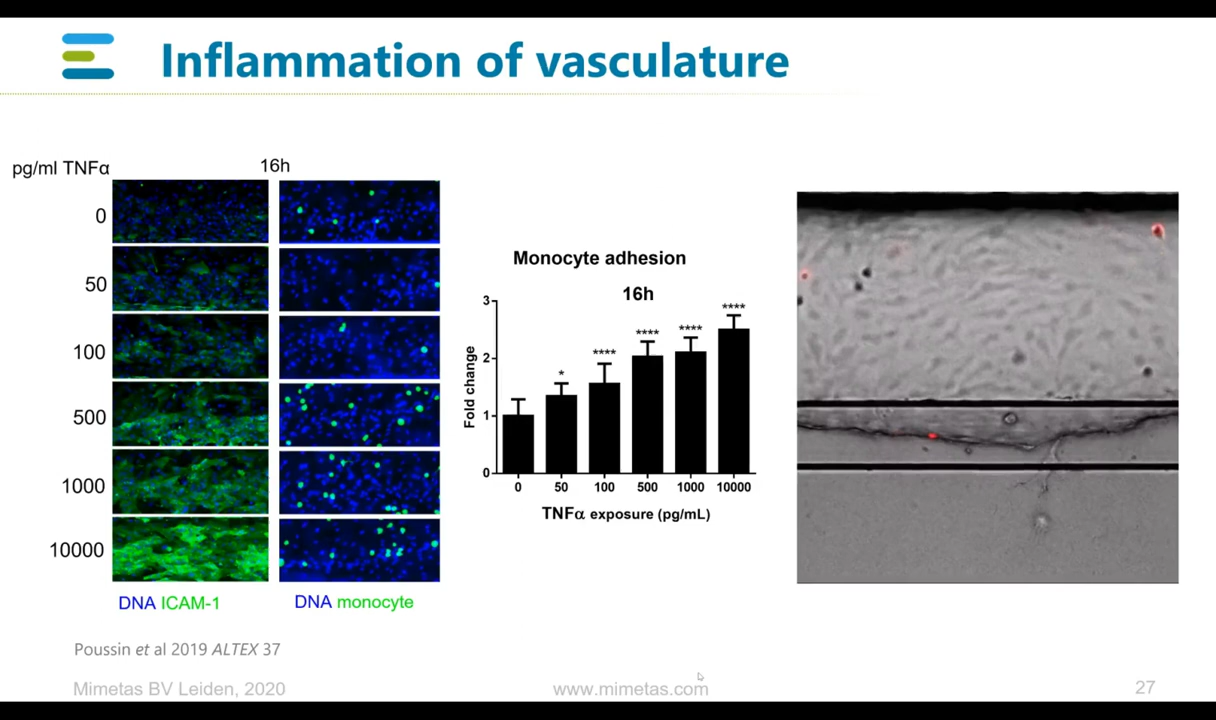 Inflammation of vasculature
pg/ml TNFα
16h
0
50
100
500
1000
10000
DNA ICAM-1
DNA monocyte
Monocyte adhesion
16h
Fold change
3
2
1
0
*
****
****
****
****
0 50 100 500 1000 10000
TNFα exposure (pg/mL)
Poussin et al 2019 ALTEX 37
Mimetas BV Leiden, 2020
www.mimetas.com
27